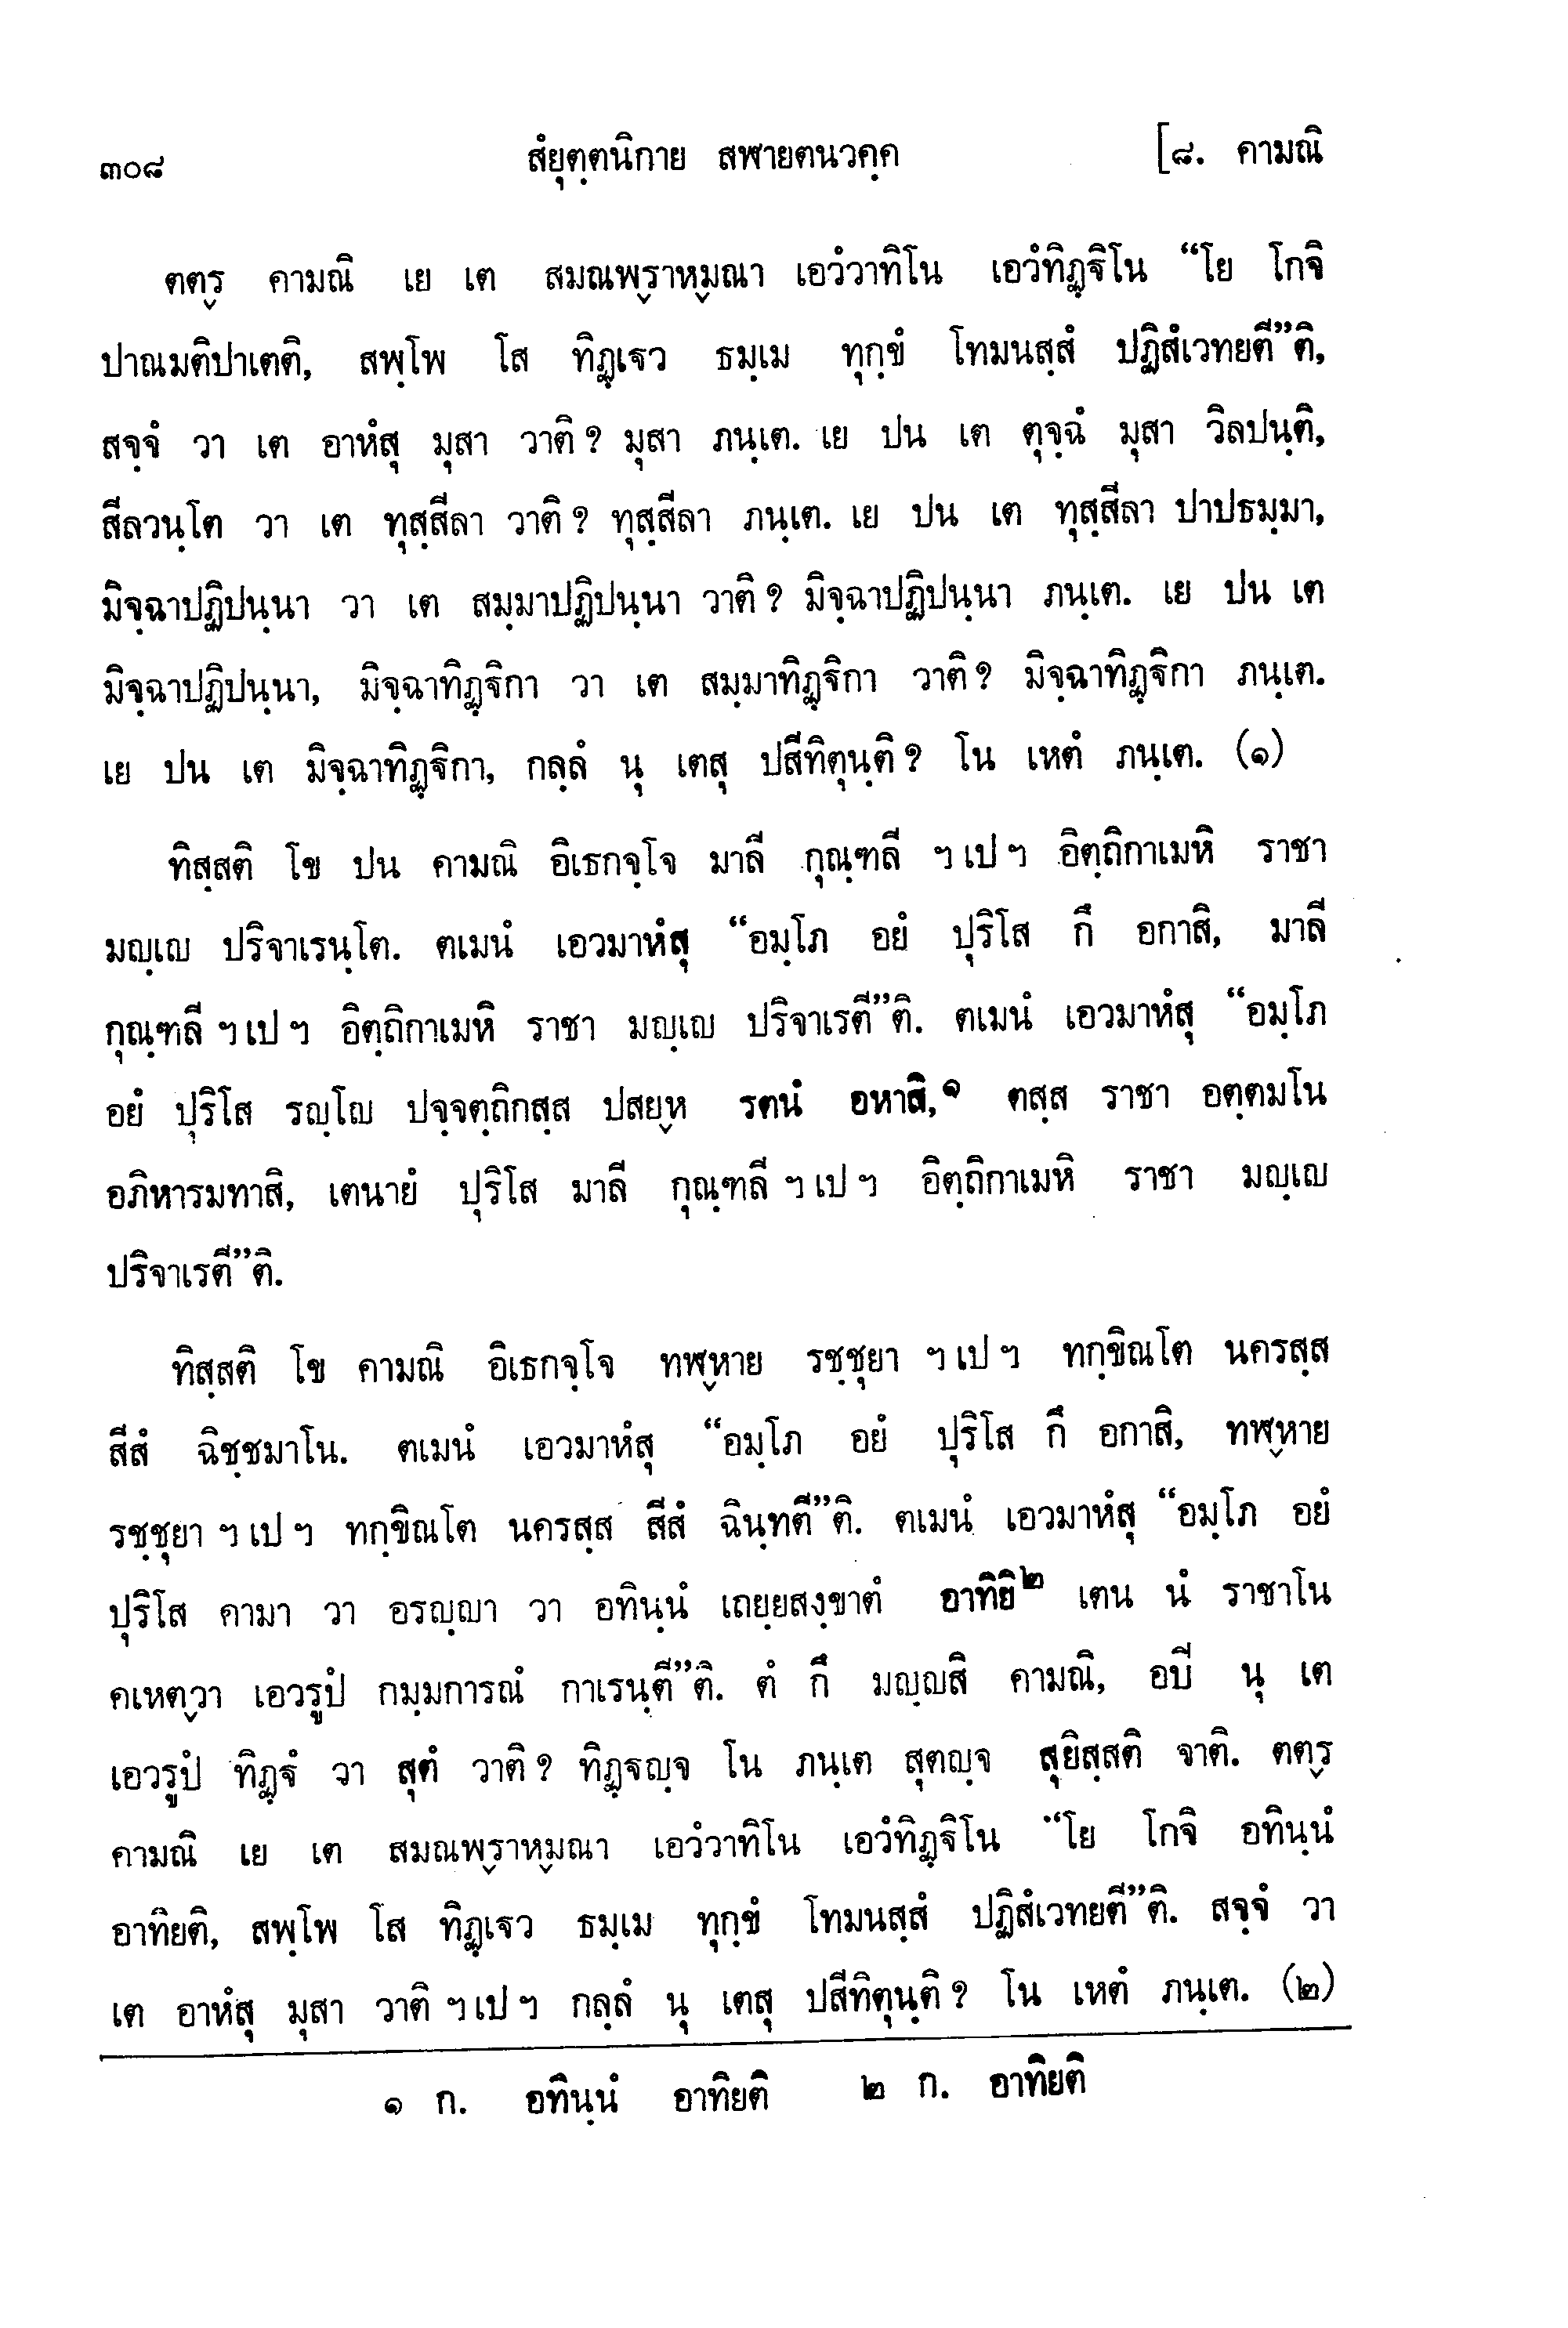 ๓๐๘ สํยุตฺตนิกาย สฬายตนวคฺค [๘. คามณิ
ตตฺร คามณิ เย เต สมณพฺราหฺมณา เอวํวาทิโน เอวํทิฏฺฐิโน “โย โกจิ
ปาณมติปาเตติ, สพฺโพ โส ทิฏฺเฐว ธมฺเม ทุกฺขํ โทมนสฺสํ ปฏิสํเวทยตี”ติ,
สจฺจํ วา เต อาหํสุ มุสา วาติ ? มุสา ภนฺเต. เย ปน เต ตุจฺฉํ มุสา วิลปนฺติ,
สีลวนฺโต วา เต ทุสฺสีลา วาติ ? ทุสฺสีลา ภนฺเต. เย ปน เต ทุสฺสีลา ปาปธมฺมา,
มิจฺฉาปฏิปนฺนา วา เต สมฺมาปฏิปนฺนา วาติ ? มิจฺฉาปฏิปนฺนา ภนฺเต. เย ปน เต
มิจฺฉาปฏิปนฺนา, มิจฺฉาทิฏฺฐิกา วา เต สมฺมาทิฏฺฐิกา วาติ ? มิจฺฉาทิฏฺฐิกา ภนฺเต.
เย ปน เต มิจฺฉาทิฏฺฐิกา, กลฺลํ นุ เตสุ ปสีทิตุนฺติ ? โน เหตํ ภนฺเต. (๑)
ทิสฺสติ โข ปน คามณิ อิเธกจฺโจ มาลี กุณฺฑลี ฯ เป ฯ อิตฺถิกาเมหิ ราชา
มญฺเญ ปริจาเรนฺโต. ตเมนํ เอวมาหํสุ “อมฺโภ อยํ ปุริโส กึ อกาสิ, มาลี
กุณฺฑลี ฯ เป ฯ อิตฺถิกาเมหิ ราชา มญฺเญ ปริจาเรตี”ติ. ตเมนํ เอวมาหํสุ “อมฺโภ
อยํ ปุริโส รญฺโญ ปจฺจตฺถิกสฺส ปสยฺห รตนํ อหาสิ,๑ ตสฺส ราชา อตฺตมโน
อภิหารมทาสิ, เตนายํ ปุริโส มาลี กุณฺฑลี ฯ เป ฯ อิตฺถิกาเมหิ ราชา มญฺเญ
ปริจาเรตี”ติ.
ทิสฺสติ โข คามณิ อิเธกจฺโจ ทฬฺหาย รชฺชุยา ฯ เป ฯ ทกฺขิณโต นครสฺส
สีสํ ฉิชฺชมาโน. ตเมนํ เอวมาหํสุ “อมฺโภ อยํ ปุริโส กึ อกาสิ, ทฬฺหาย
รชฺชุยา ฯ เป ฯ ทกฺขิณโต นครสฺส สีสํ ฉินฺทตี”ติ. ตเมนํ เอวมาหํสุ “อมฺโภ อยํ
ปุริโส คามา วา อรญฺญา วา อทินฺนํ เถยฺยสงฺขาตํ อาทิยิ๒ เตน นํ ราชาโน
คเหตฺวา เอวรูปํ กมฺมการณํ กาเรนฺตี”ติ. ตํ กึ มญฺญสิ คามณิ, อปิ นุ เต
เอวรูปํ ทิฏฺฐํ วา สุตํ วาติ ? ทิฏฺฐญฺจ โน ภนฺเต สุตญฺจ สุยิสฺสติ จาติ. ตตฺร
คามณิ เย เต สมณพฺราหฺมณา เอวํวาทิโน เอวํทิฏฺฐิโน “โย โกจิ อทินฺนํ
อาทิยติ, สพฺโพ โส ทิฏฺเฐว ธมฺเม ทุกฺขํ โทมนสฺสํ ปฏิสํเวทยตี”ติ. สจฺจํ วา
เต อาหํสุ มุสา วาติ ฯ เป ฯ กลฺลํ นุ เตสุ ปสีทิตุนฺติ ? โน เหตํ ภนฺเต. (๒)
๑ ก. อทินฺนํ อาทิยติ ๒ ก. อาทิยติ